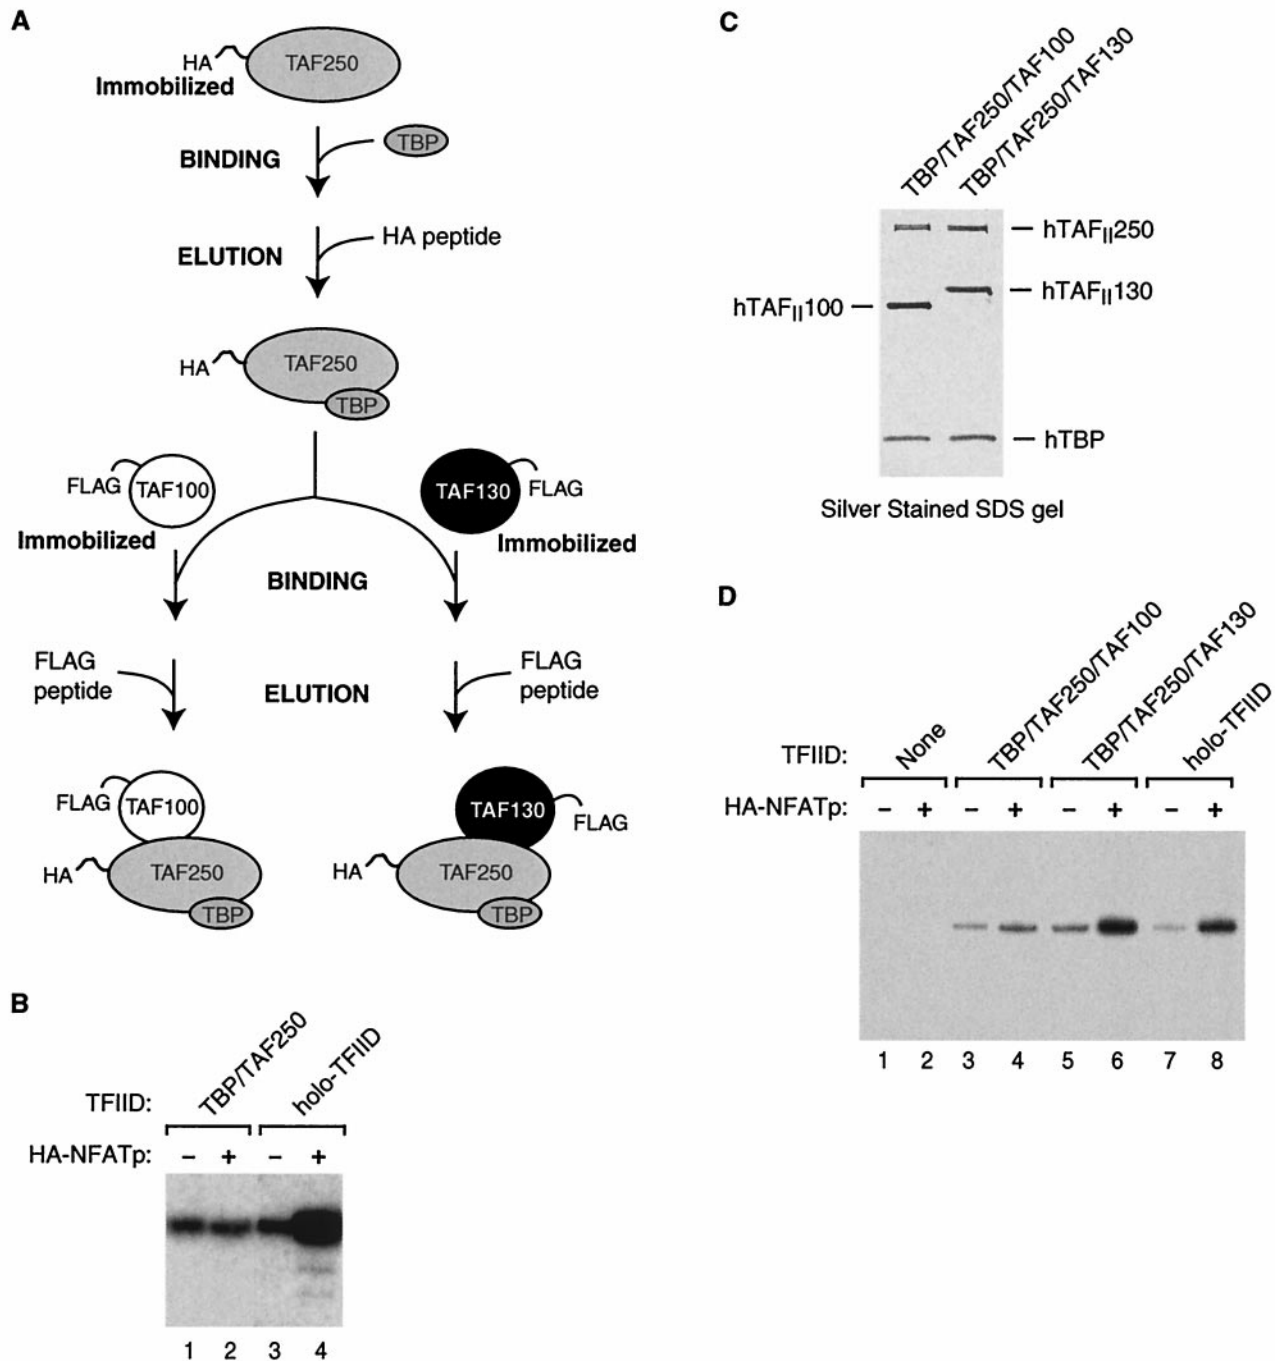 A
HA
TAF250
Immobilized
TBP
BINDING
HA peptide
ELUTION
HA
TAF250
TBP
FLAG
TAF100
TAF130
FLAG
Immobilized
Immobilized
BINDING
FLAG
peptide
FLAG
peptide
ELUTION
FLAG
TAF100
TAF130
FLAG
HA
TAF250
TBP
HA
TAF250
TBP
B
TFIID:
TBP/TAF250
holo-TFIID
HA-NFATp: – + – +
1 2 3 4
C
TBP/TAF250/TAF100
TBP/TAF250/TAF130
hTAFII250
hTAFII130
hTAFII100
hTBP
Silver Stained SDS gel
D
TFIID:
None
TBP/TAF250/TAF100
TBP/TAF250/TAF130
holo-TFIID
HA-NFATp: – + – + – + – +
1 2 3 4 5 6 7 8